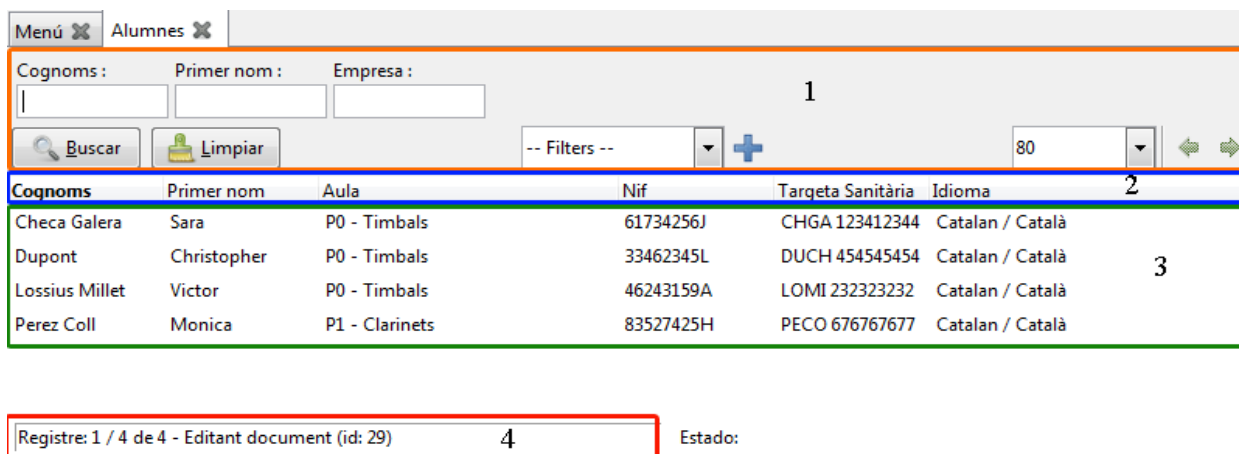 Menú Alumnes
Cognoms : Primer nom : Empresa :
1
Buscar Limpiar -- Filters -- 80
Cognoms Primer nom Aula Nif Targeta Sanitària Idioma 2
Checa Galera Sara P0 - Timbals 61734256J CHGA 123412344 Catalan / Català
Dupont Christopher P0 - Timbals 33462345L DUCH 454545454 Catalan / Català
3
Lossius Millet Victor P0 - Timbals 46243159A LOMI 232323232 Catalan / Català
Perez Coll Monica P1 - Clarinets 83527425H PECO 676767677 Catalan / Català
Registre: 1 / 4 de 4 - Editant document (id: 29) 4 Estado: